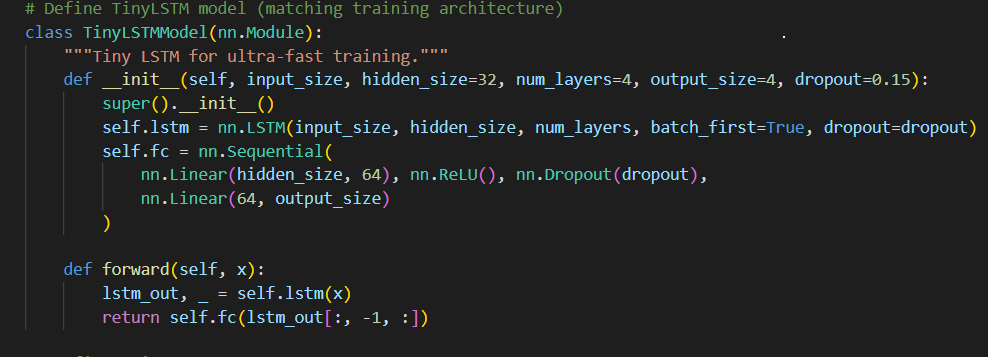 # Define TinyLSTM model (matching training architecture)
class TinyLSTMModel(nn.Module):
    """Tiny LSTM for ultra-fast training."""
    def __init__(self, input_size, hidden_size=32, num_layers=4, output_size=4, dropout=0.15):
        super().__init__()
        self.lstm = nn.LSTM(input_size, hidden_size, num_layers, batch_first=True, dropout=dropout)
        self.fc = nn.Sequential(
            nn.Linear(hidden_size, 64), nn.ReLU(), nn.Dropout(dropout),
            nn.Linear(64, output_size)
        )
    def forward(self, x):
        lstm_out, _ = self.lstm(x)
        return self.fc(lstm_out[:, -1, :])